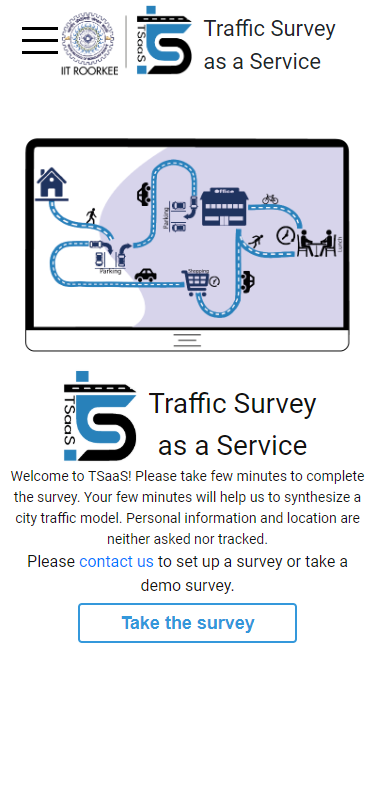 IIT ROORKEE
TSaaS
Traffic Survey
as a Service
Office
Parking
Parking
Shopping
Lunch
TSaaS
Traffic Survey
as a Service
Welcome to TSaaS! Please take few minutes to complete
the survey. Your few minutes will help us to synthesize a
city traffic model. Personal information and location are
neither asked nor tracked.
Please contact us to set up a survey or take a
demo survey.
Take the survey